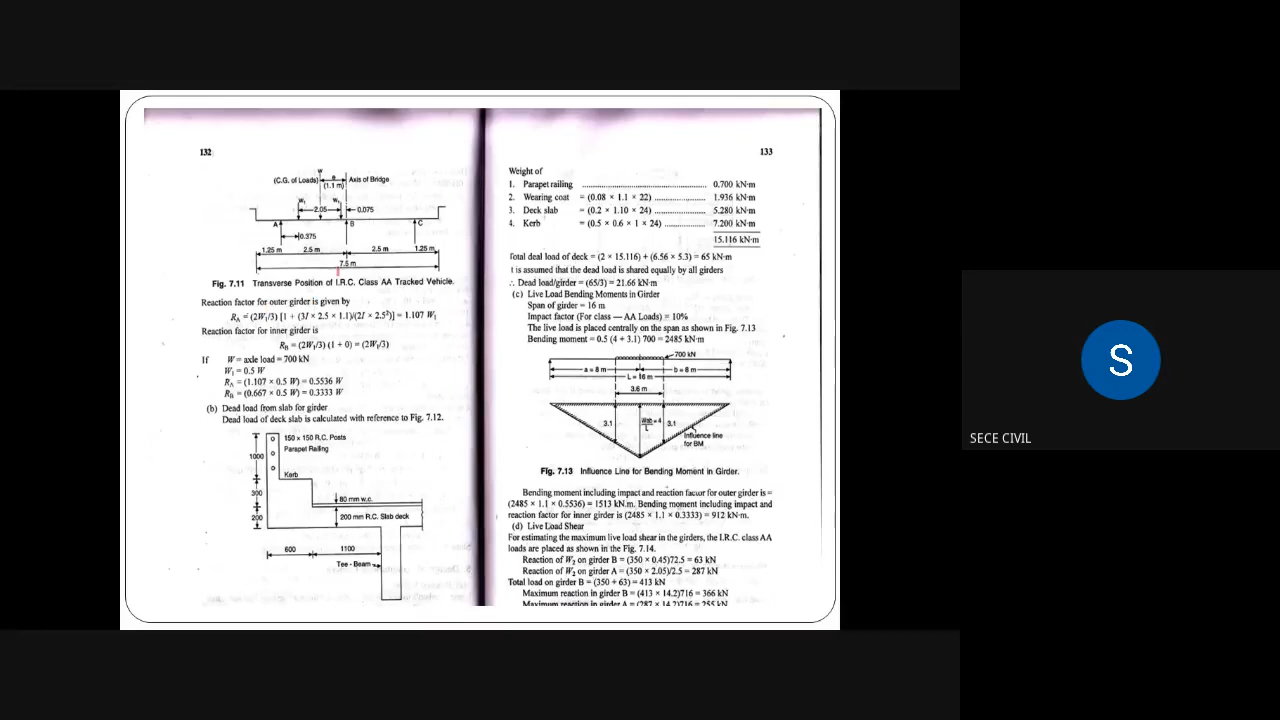 132
W
(C.G. of Loads)
e
(1.1 m)
Axis of Bridge
W₁
W₁
2.05
0.075
A
B
C
0.375
1.25 m
2.5 m
2.5 m
1.25 m
7.5 m
Fig. 7.11 Transverse Position of I.R.C. Class AA Tracked Vehicle.
Reaction factor for outer girder is given by
R_A = (2W₁/3) [1 + (3I × 2.5 × 1.1)/(2I × 2.5²)] = 1.107 W₁
Reaction factor for inner girder is
R_B = (2W₁/3) (1 + 0) = (2W₁/3)
If W = axle load = 700 kN
W₁ = 0.5 W
R_A = (1.107 × 0.5 W) = 0.5536 W
R_B = (0.667 × 0.5 W) = 0.3333 W
(b) Dead load from slab for girder
Dead load of deck slab is calculated with reference to Fig. 7.12.
150 × 150 R.C. Posts
Parapet Railing
1000
Kerb
300
80 mm w.c.
200
200 mm R.C. Slab deck
600
1100
Tee - Beam
133
Weight of
1. Parapet railing ........ 0.700 kN·m
2. Wearing coat = (0.08 × 1.1 × 22) ........ 1.936 kN·m
3. Deck slab = (0.2 × 1.10 × 24) ........ 5.280 kN·m
4. Kerb = (0.5 × 0.6 × 1 × 24) ........ 7.200 kN·m
15.116 kN·m
Total deal load of deck = (2 × 15.116) + (6.56 × 5.3) = 65 kN·m
t is assumed that the dead load is shared equally by all girders
∴ Dead load/girder = (65/3) = 21.66 kN·m
(c) Live Load Bending Moments in Girder
Span of girder = 16 m
Impact factor (For class — AA Loads) = 10%
The live load is placed centrally on the span as shown in Fig. 7.13
Bending moment = 0.5 (4 + 3.1) 700 = 2485 kN·m
700 kN
a = 8 m
b = 8 m
L = 16 m
3.6 m
3.1
Wab/L = 4
3.1
Influence line
for BM
Fig. 7.13 Influence Line for Bending Moment in Girder.
Bending moment including impact and reaction factor for outer girder is =
(2485 × 1.1 × 0.5536) = 1513 kN.m. Bending moment including impact and
reaction factor for inner girder is (2485 × 1.1 × 0.3333) = 912 kN·m.
(d) Live Load Shear
For estimating the maximum live load shear in the girders, the I.R.C. class AA
loads are placed as shown in the Fig. 7.14.
Reaction of W₂ on girder B = (350 × 0.45)72.5 = 63 kN
Reaction of W₂ on girder A = (350 × 2.05)/2.5 = 287 kN
Total load on girder B = (350 + 63) = 413 kN
Maximum reaction in girder B = (413 × 14.2)716 = 366 kN
Maximum reaction in girder A = (287 × 14.2)716 = 255 kN
S
SECE CIVIL